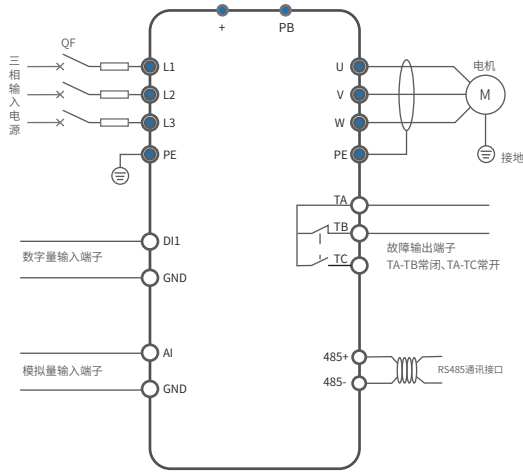 +
PB
QF
三相输入电源
L1
L2
L3
PE
U
V
W
PE
电机
M
接地
TA
TB
TC
故障输出端子
TA-TB常闭、TA-TC常开
DI1
数字量输入端子
GND
AI
模拟量输入端子
GND
485+
485-
RS485通讯接口